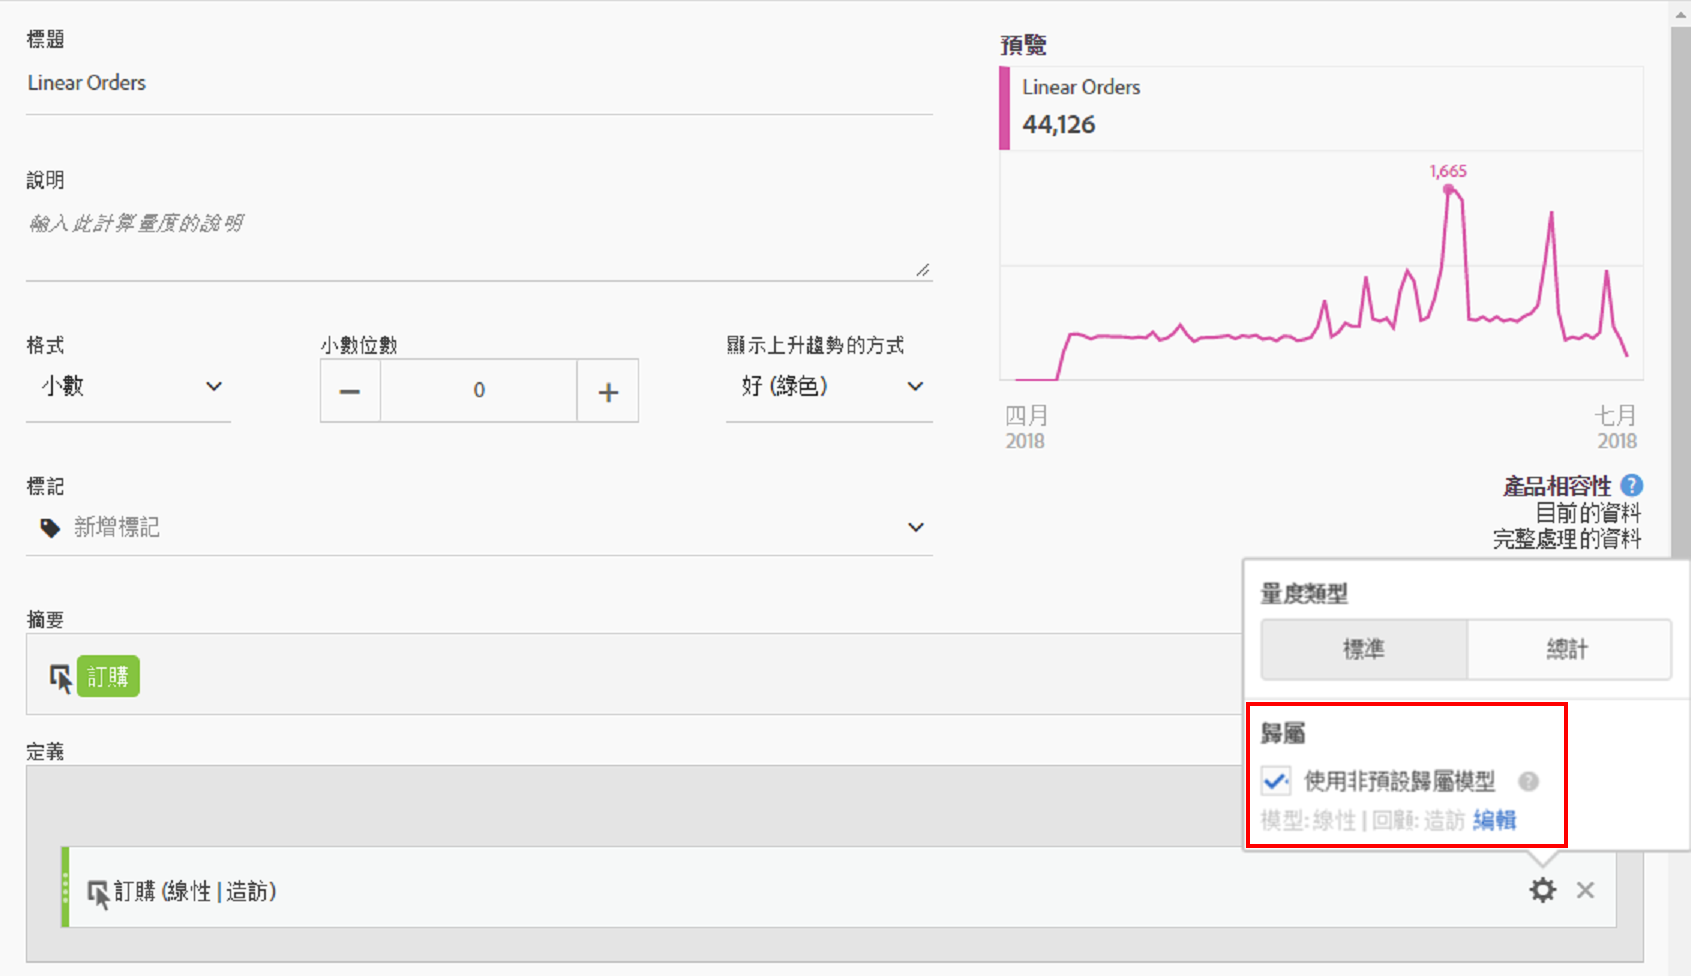 標題
Linear Orders
說明
輸入此計算量度的說明
格式
小數
小數位數
0
顯示上升趨勢的方式
好 (綠色)
標記
新增標記
預覽
Linear Orders
44,126
1,665
四月
2018
七月
2018
產品相容性 ?
目前的資料
完整處理的資料
摘要
訂購
定義
訂購 (線性 | 造訪)
量度類型
標準
總計
歸屬
使用非預設歸屬模型 ?
模型: 線性 | 回顧: 造訪 編輯